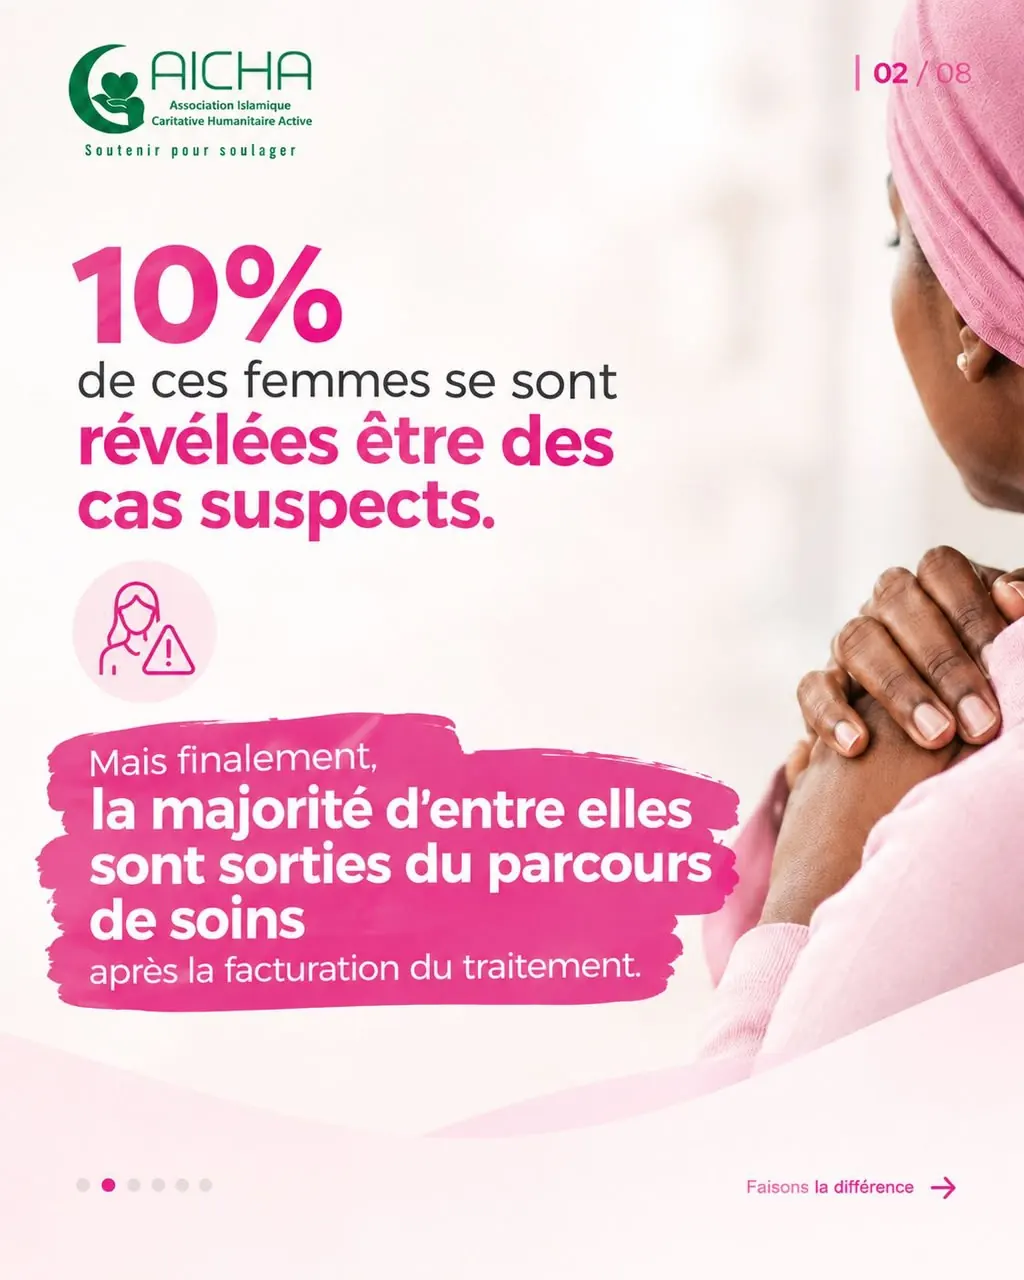 AICHA
Association Islamique
Caritative Humanitaire Active
Soutenir pour soulager
02 / 08
10%
de ces femmes se sont
révélées être des
cas suspects.
Mais finalement,
la majorité d'entre elles
sont sorties du parcours
de soins
après la facturation du traitement.
Faisons la différence